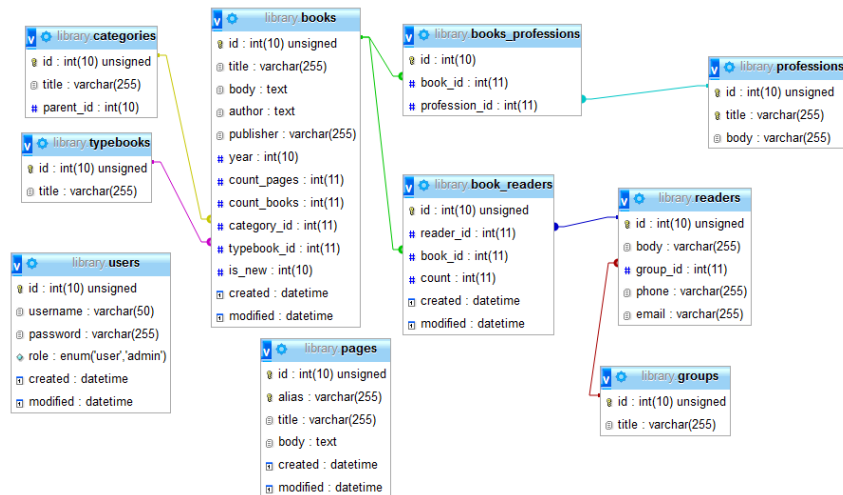 library.categories
id : int(10) unsigned
title : varchar(255)
parent_id : int(10)
library.typebooks
id : int(10) unsigned
title : varchar(255)
library.users
id : int(10) unsigned
username : varchar(50)
password : varchar(255)
role : enum('user','admin')
created : datetime
modified : datetime
library.books
id : int(10) unsigned
title : varchar(255)
body : text
author : text
publisher : varchar(255)
year : int(10)
count_pages : int(11)
count_books : int(11)
category_id : int(11)
typebook_id : int(11)
is_new : int(10)
created : datetime
modified : datetime
library.pages
id : int(10) unsigned
alias : varchar(255)
title : varchar(255)
body : text
created : datetime
modified : datetime
library.books_professions
id : int(10)
book_id : int(11)
profession_id : int(11)
library.book_readers
id : int(10) unsigned
reader_id : int(11)
book_id : int(11)
count : int(11)
created : datetime
modified : datetime
library.professions
id : int(10) unsigned
title : varchar(255)
body : varchar(255)
library.readers
id : int(10) unsigned
body : varchar(255)
group_id : int(11)
phone : varchar(255)
email : varchar(255)
library.groups
id : int(10) unsigned
title : varchar(255)